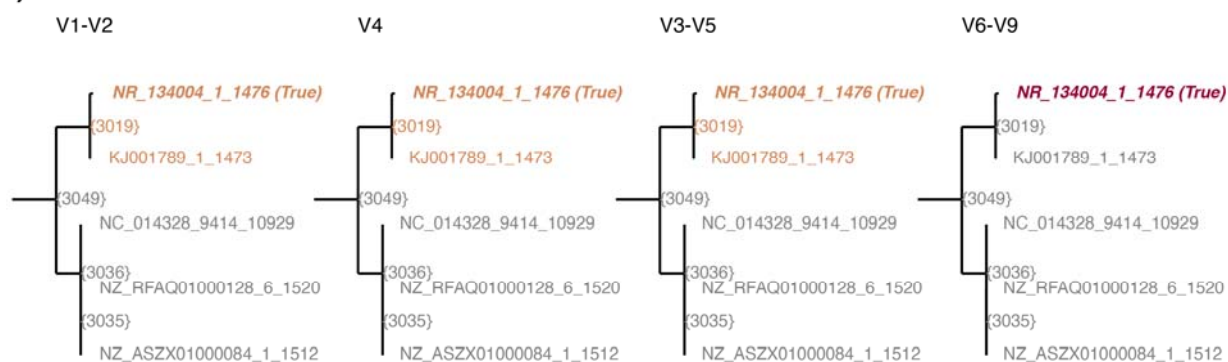 V1-V2
NR_134004_1_1476 (True)
{3019}
KJ001789_1_1473
{3049}
NC_014328_9414_10929
{3036}
NZ_RFAQ01000128_6_1520
{3035}
NZ_ASZX01000084_1_1512
V4
NR_134004_1_1476 (True)
{3019}
KJ001789_1_1473
{3049}
NC_014328_9414_10929
{3036}
NZ_RFAQ01000128_6_1520
{3035}
NZ_ASZX01000084_1_1512
V3-V5
NR_134004_1_1476 (True)
{3019}
KJ001789_1_1473
{3049}
NC_014328_9414_10929
{3036}
NZ_RFAQ01000128_6_1520
{3035}
NZ_ASZX01000084_1_1512
V6-V9
NR_134004_1_1476 (True)
{3019}
KJ001789_1_1473
{3049}
NC_014328_9414_10929
{3036}
NZ_RFAQ01000128_6_1520
{3035}
NZ_ASZX01000084_1_1512